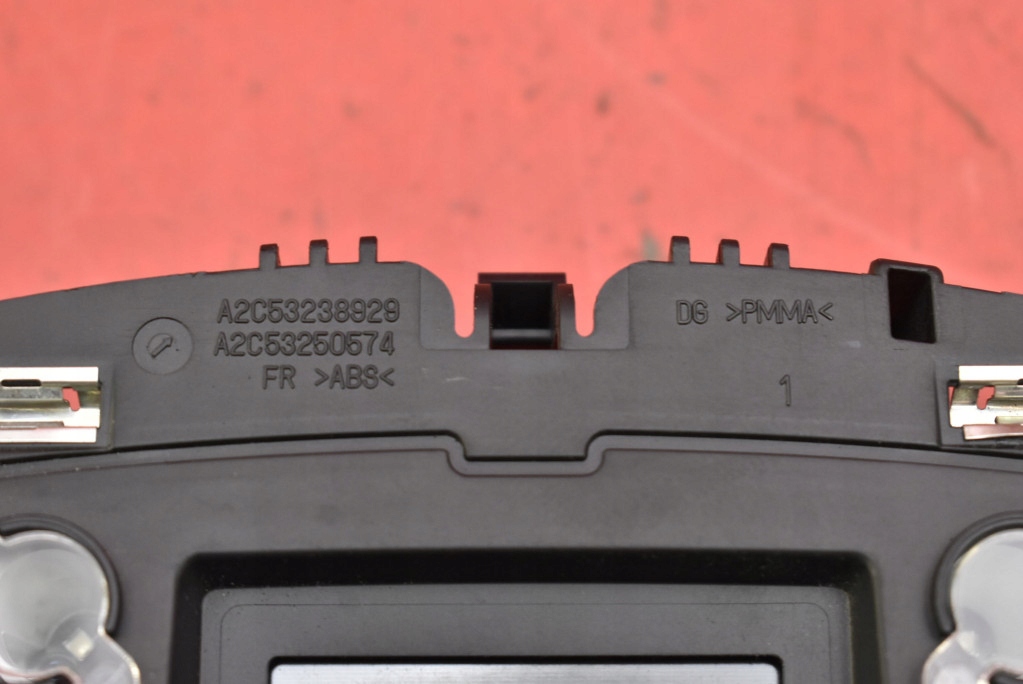 A2C53238929
A2C53250574
FR >ABS<
DG >PMMA<
1